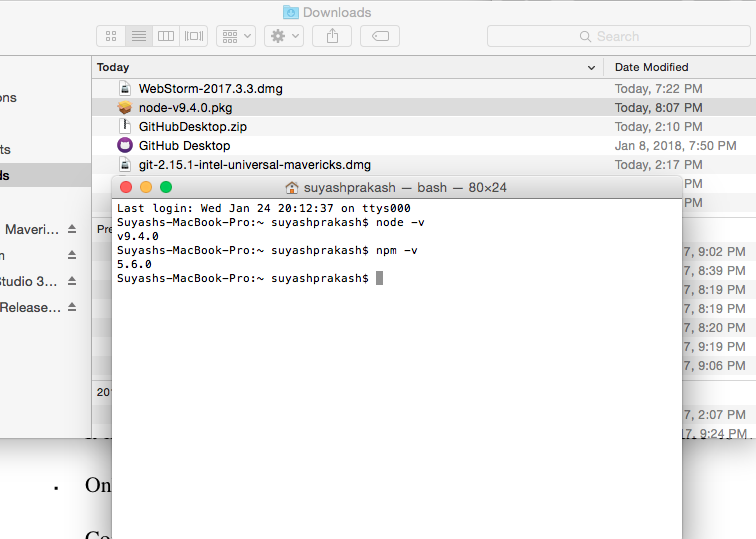 Downloads
Search
Today
Date Modified
WebStorm-2017.3.3.dmg
Today, 7:22 PM
node-v9.4.0.pkg
Today, 8:07 PM
GitHubDesktop.zip
Today, 2:10 PM
GitHub Desktop
Jan 8, 2018, 7:50 PM
git-2.15.1-intel-universal-mavericks.dmg
Today, 2:17 PM
ons
ts
ds
Maveri...
m
tudio 3...
Release...
PM
PM
Pre
7, 9:02 PM
7, 8:39 PM
7, 8:19 PM
7, 8:19 PM
7, 8:20 PM
7, 9:19 PM
7, 9:06 PM
201
7, 2:07 PM
17, 9:24 PM
suyashprakash — bash — 80×24
Last login: Wed Jan 24 20:12:37 on ttys000
Suyashs-MacBook-Pro:~ suyashprakash$ node -v
v9.4.0
Suyashs-MacBook-Pro:~ suyashprakash$ npm -v
5.6.0
Suyashs-MacBook-Pro:~ suyashprakash$
On